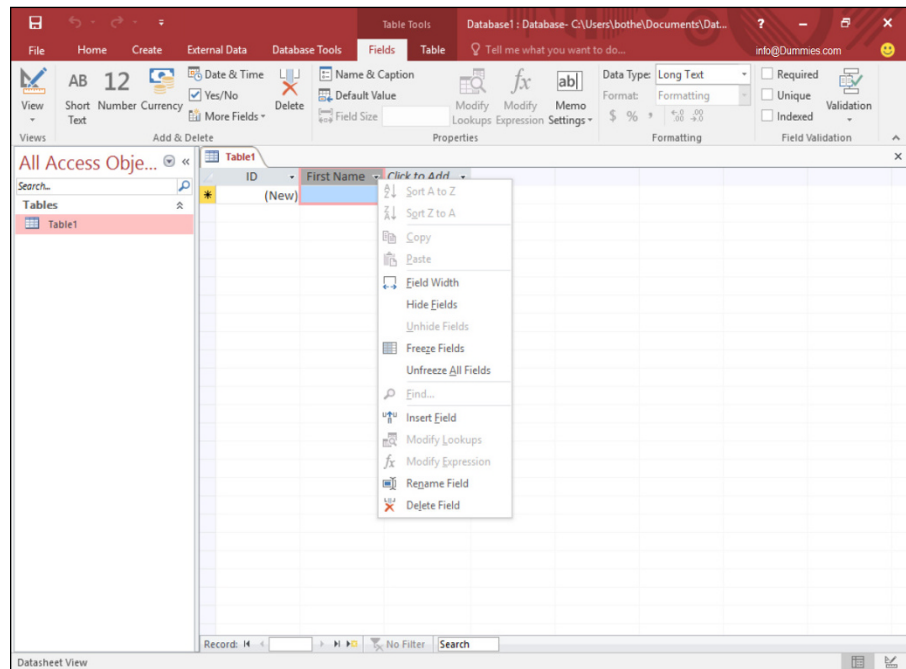 Table Tools Database1 : Database- C:\Users\bothe\Documents\Dat... ?
File Home Create External Data Database Tools Fields Table Tell me what you want to do... info@Dummies.com
View
AB Short Text
12 Number
Currency
Date & Time
Yes/No
More Fields
Delete
Name & Caption
Default Value
Field Size
Modify Lookups
fx Modify Expression
ab Memo Settings
Data Type: Long Text
Format: Formatting
$ % , .00
Required
Unique
Indexed
Validation
Views Add & Delete Properties Formatting Field Validation
All Access Obje... «
Search...
Tables
Table1
Table1
ID First Name Click to Add
(New)
Sort A to Z
Sort Z to A
Copy
Paste
Field Width
Hide Fields
Unhide Fields
Freeze Fields
Unfreeze All Fields
Find...
Insert Field
Modify Lookups
fx Modify Expression
Rename Field
Delete Field
Record: No Filter Search
Datasheet View